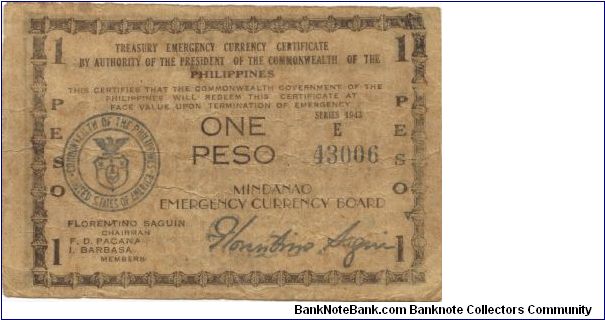 1 1
TREASURY EMERGENCY CURRENCY CERTIFICATE
BY AUTHORITY OF THE PRESIDENT OF THE COMMONWEALTH OF THE
PHILIPPINES
THIS CERTIFIES THAT THE COMMONWEALTH GOVERNMENT OF THE
PHILIPPINES WILL REDEEM THIS CERTIFICATE AT
FACE VALUE UPON TERMINATION OF EMERGENCY.
SERIES 1943
PESO
PESO
ONE
PESO
E
43006
COMMONWEALTH OF THE PHILIPPINES
UNITED STATES OF AMERICA
MINDANAO
EMERGENCY CURRENCY BOARD
FLORENTINO SAGUIN
CHAIRMAN
F. D. PACANA
I. BARBASA
MEMBERS
Florentino Saguin
1 1
BankNoteBank.com Banknote Collectors Community